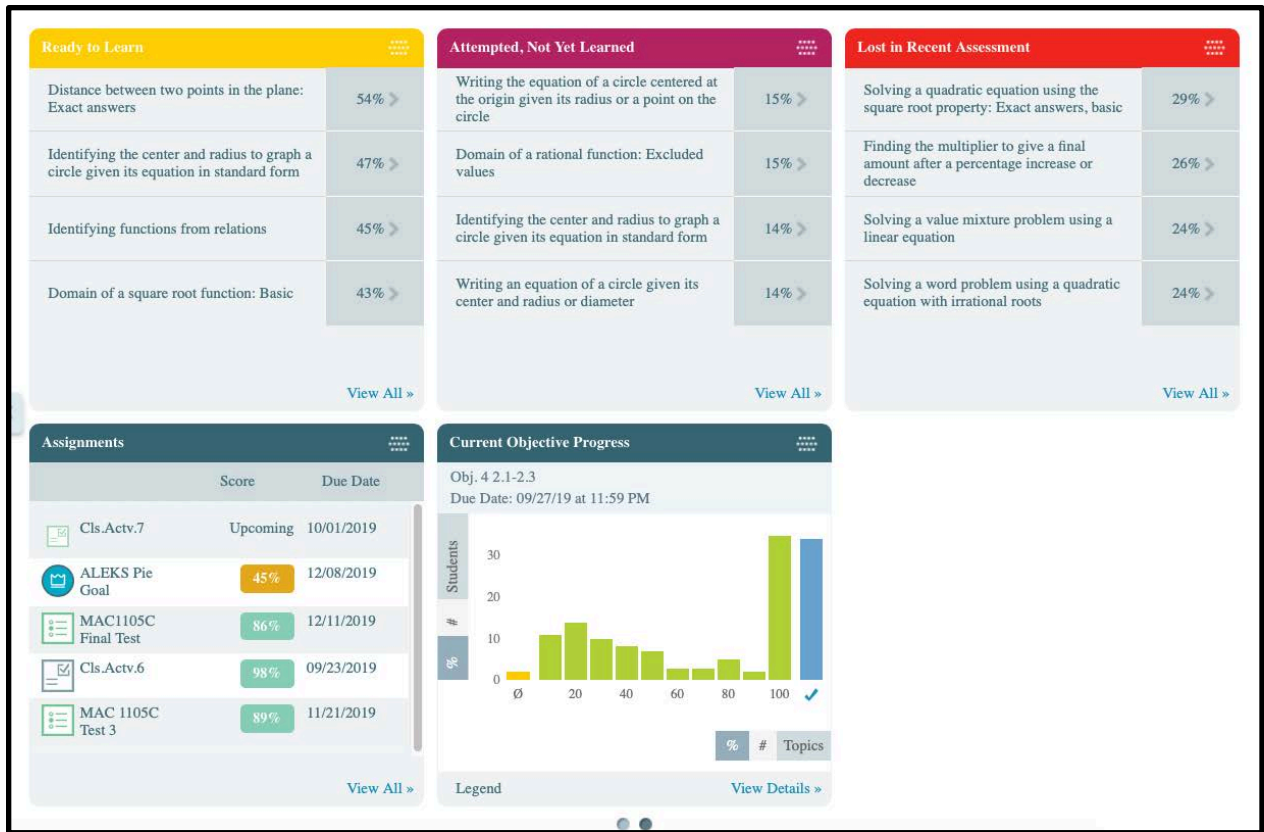 Ready to Learn
Distance between two points in the plane:
Exact answers
54%
Identifying the center and radius to graph a
circle given its equation in standard form
47%
Identifying functions from relations
45%
Domain of a square root function: Basic
43%
View All »
Attempted, Not Yet Learned
Writing the equation of a circle centered at
the origin given its radius or a point on the
circle
15%
Domain of a rational function: Excluded
values
15%
Identifying the center and radius to graph a
circle given its equation in standard form
14%
Writing an equation of a circle given its
center and radius or diameter
14%
View All »
Lost in Recent Assessment
Solving a quadratic equation using the
square root property: Exact answers, basic
29%
Finding the multiplier to give a final
amount after a percentage increase or
decrease
26%
Solving a value mixture problem using a
linear equation
24%
Solving a word problem using a quadratic
equation with irrational roots
24%
View All »
Assignments
Score Due Date
Cls.Actv.7 Upcoming 10/01/2019
ALEKS Pie
Goal
45% 12/08/2019
MAC1105C
Final Test
86% 12/11/2019
Cls.Actv.6 98% 09/23/2019
MAC 1105C
Test 3
89% 11/21/2019
View All »
Current Objective Progress
Obj. 4 2.1-2.3
Due Date: 09/27/19 at 11:59 PM
Students
#
%
30
20
10
0
Ø 20 40 60 80 100
% # Topics
Legend View Details »